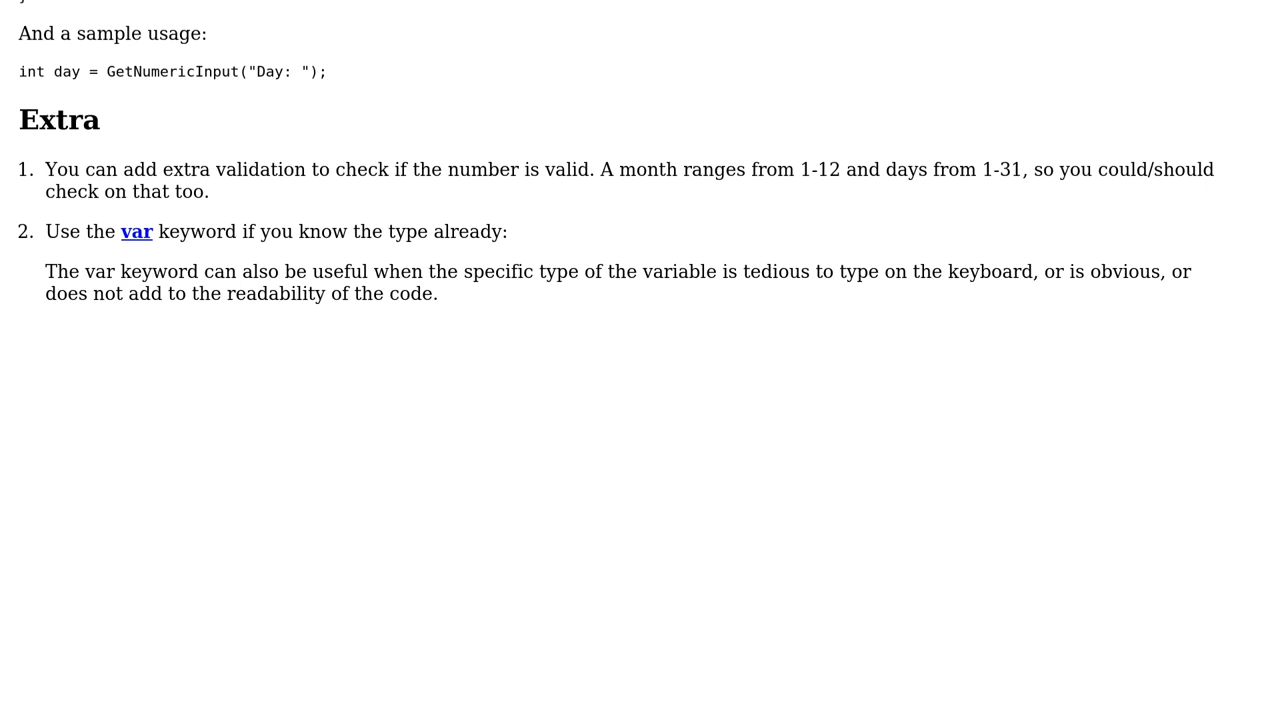 And a sample usage:
int day = GetNumericInput("Day: ");
Extra
1. You can add extra validation to check if the number is valid. A month ranges from 1-12 and days from 1-31, so you could/should
check on that too.
2. Use the var keyword if you know the type already:
The var keyword can also be useful when the specific type of the variable is tedious to type on the keyboard, or is obvious, or
does not add to the readability of the code.